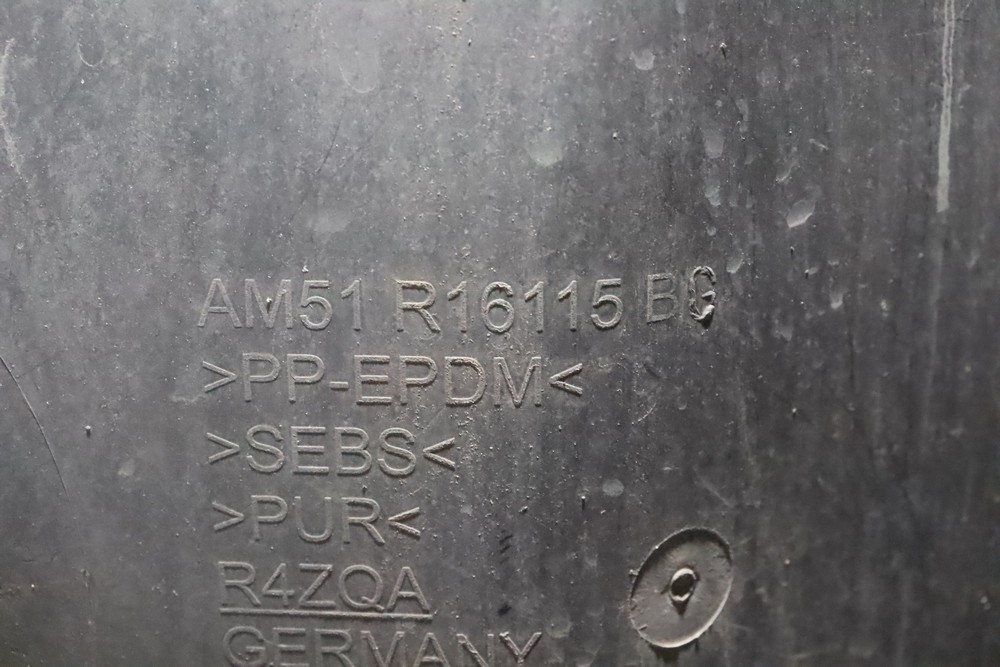 AM51 R16115 BG
>PP-EPDM<
>SEBS<
>PUR<
R4ZQA
GERMANY